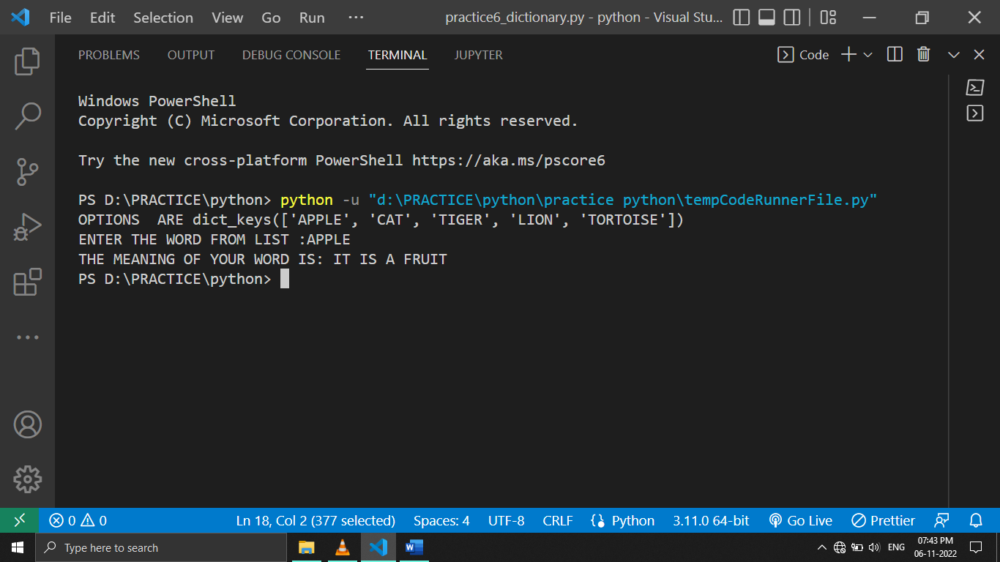 File Edit Selection View Go Run ··· practice6_dictionary.py - python - Visual Stu...
PROBLEMS OUTPUT DEBUG CONSOLE TERMINAL JUPYTER Code
Windows PowerShell
Copyright (C) Microsoft Corporation. All rights reserved.
Try the new cross-platform PowerShell https://aka.ms/pscore6
PS D:\PRACTICE\python> python -u "d:\PRACTICE\python\practice python\tempCodeRunnerFile.py"
OPTIONS  ARE dict_keys(['APPLE', 'CAT', 'TIGER', 'LION', 'TORTOISE'])
ENTER THE WORD FROM LIST :APPLE
THE MEANING OF YOUR WORD IS: IT IS A FRUIT
PS D:\PRACTICE\python>
0 0 Ln 18, Col 2 (377 selected) Spaces: 4 UTF-8 CRLF Python 3.11.0 64-bit Go Live Prettier
Type here to search ENG 07:43 PM
06-11-2022